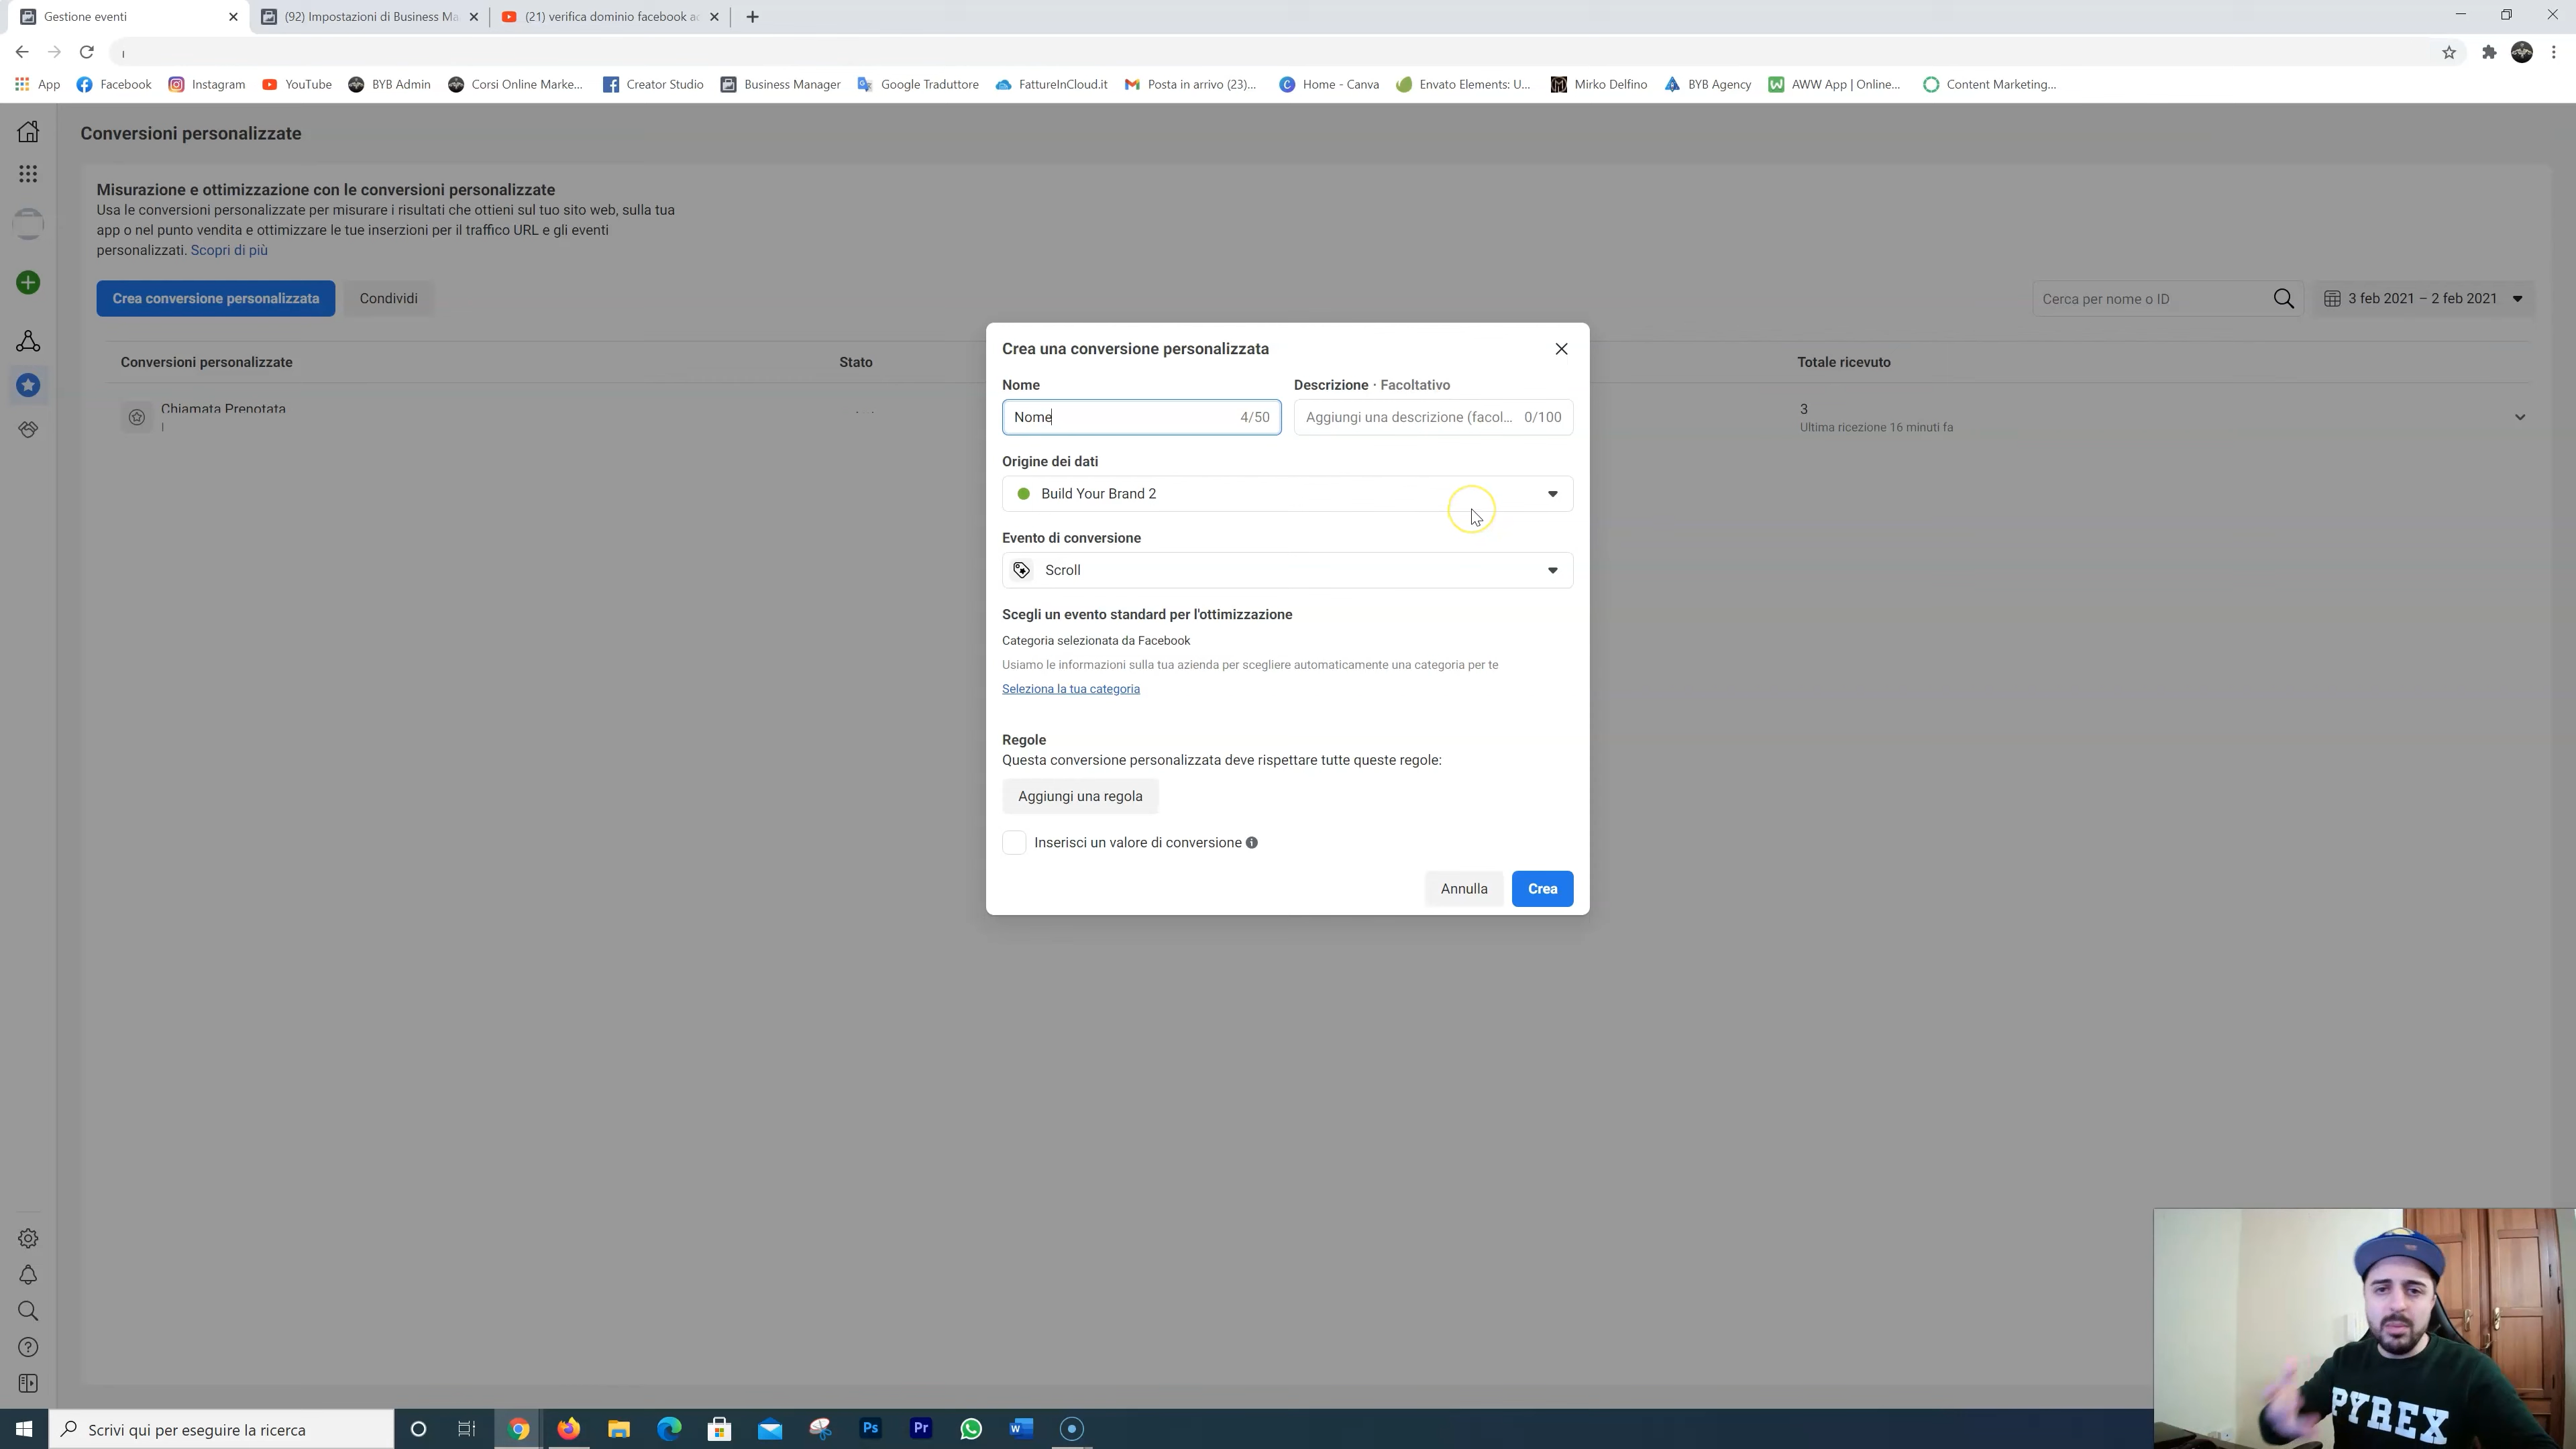 Gestione eventi
(92) Impostazioni di Business Ma
(21) verifica dominio facebook ac
App
Facebook
Instagram
YouTube
BYB Admin
Corsi Online Marke...
Creator Studio
Business Manager
Google Traduttore
FattureInCloud.it
Posta in arrivo (23)...
Home - Canva
Envato Elements: U...
Mirko Delfino
BYB Agency
AWW App | Online...
Content Marketing...
Conversioni personalizzate
Misurazione e ottimizzazione con le conversioni personalizzate
Usa le conversioni personalizzate per misurare i risultati che ottieni sul tuo sito web, sulla tua
app o nel punto vendita e ottimizzare le tue inserzioni per il traffico URL e gli eventi
personalizzati. Scopri di più
Crea conversione personalizzata
Condividi
Cerca per nome o ID
3 feb 2021 – 2 feb 2021
Conversioni personalizzate
Stato
Totale ricevuto
Chiamata Prenotata
3
Ultima ricezione 16 minuti fa
Crea una conversione personalizzata
Nome
Descrizione · Facoltativo
Nome
4/50
Aggiungi una descrizione (facol...
0/100
Origine dei dati
Build Your Brand 2
Evento di conversione
Scroll
Scegli un evento standard per l'ottimizzazione
Categoria selezionata da Facebook
Usiamo le informazioni sulla tua azienda per scegliere automaticamente una categoria per te
Seleziona la tua categoria
Regole
Questa conversione personalizzata deve rispettare tutte queste regole:
Aggiungi una regola
Inserisci un valore di conversione
Annulla
Crea
PYREX
Scrivi qui per eseguire la ricerca
Ps
Pr